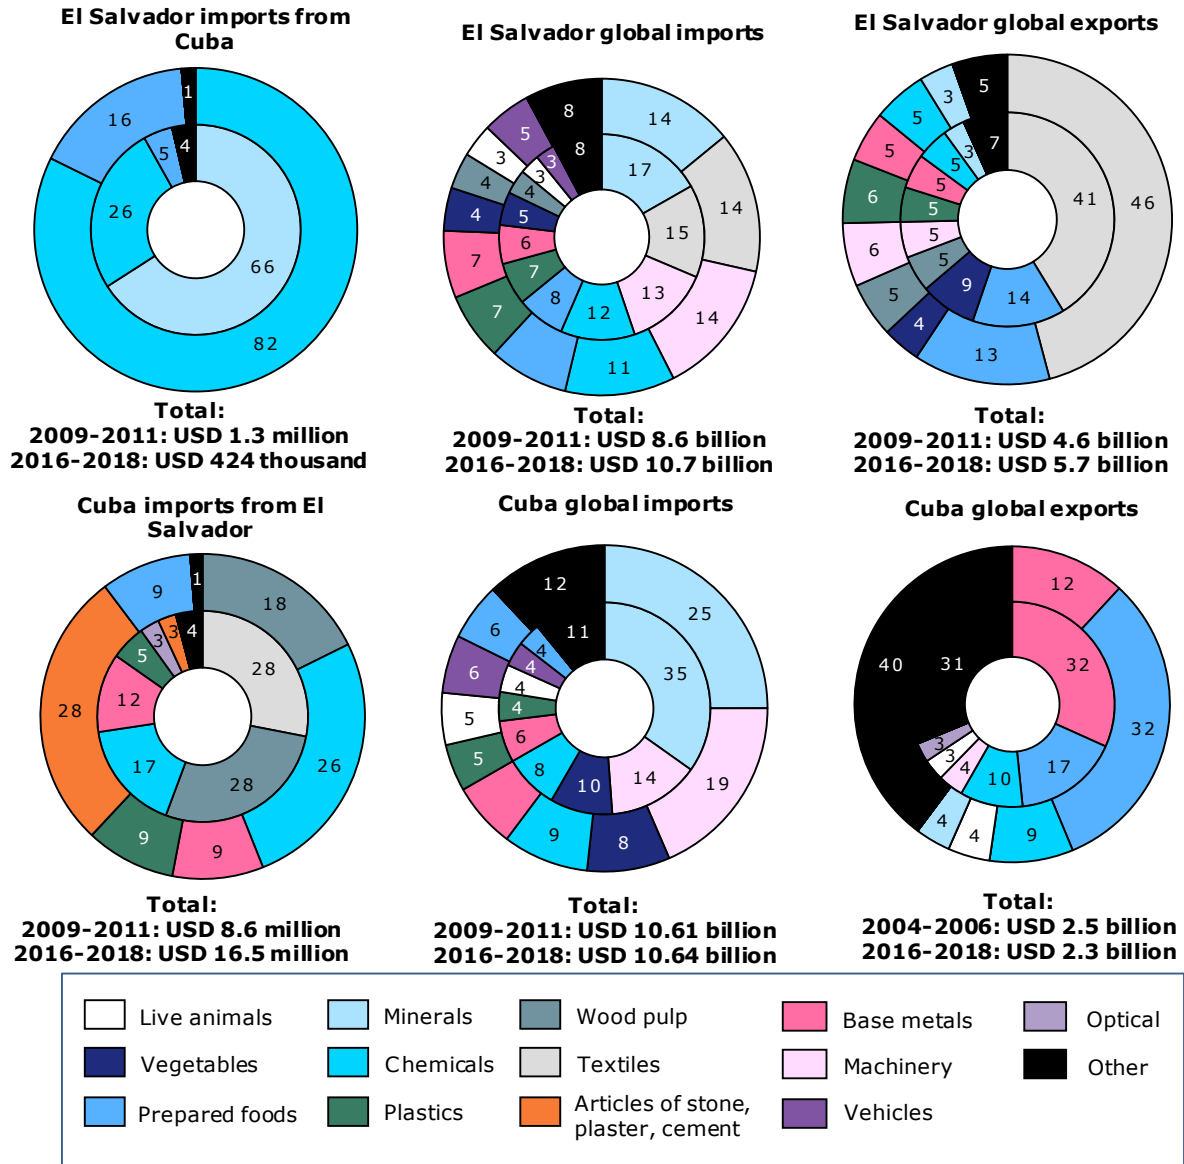 El Salvador imports from
Cuba
1
16
4
5
26
66
82
Total:
2009-2011: USD 1.3 million
2016-2018: USD 424 thousand
El Salvador global imports
8
14
5
8
3
3
17
3
4
4
14
15
4
5
6
7
7
13
8
12
14
7
11
Total:
2009-2011: USD 8.6 billion
2016-2018: USD 10.7 billion
El Salvador global exports
5
3
5
7
3
5
5
5
41
46
6
5
6
5
5
9
14
5
4
13
Total:
2009-2011: USD 4.6 billion
2016-2018: USD 5.7 billion
Cuba imports from El
Salvador
1
9
18
4
3
3
5
28
12
28
17
28
26
9
9
Total:
2009-2011: USD 8.6 million
2016-2018: USD 16.5 million
Cuba global imports
12
25
6
11
4
4
6
35
4
5
4
6
5
8
10
14
19
9
8
Total:
2009-2011: USD 10.61 billion
2016-2018: USD 10.64 billion
Cuba global exports
12
40
31
32
32
3
3
4
10
17
4
4
9
Total:
2004-2006: USD 2.5 billion
2016-2018: USD 2.3 billion
Live animals
Minerals
Wood pulp
Base metals
Optical
Vegetables
Chemicals
Textiles
Machinery
Other
Prepared foods
Plastics
Articles of stone,
plaster, cement
Vehicles